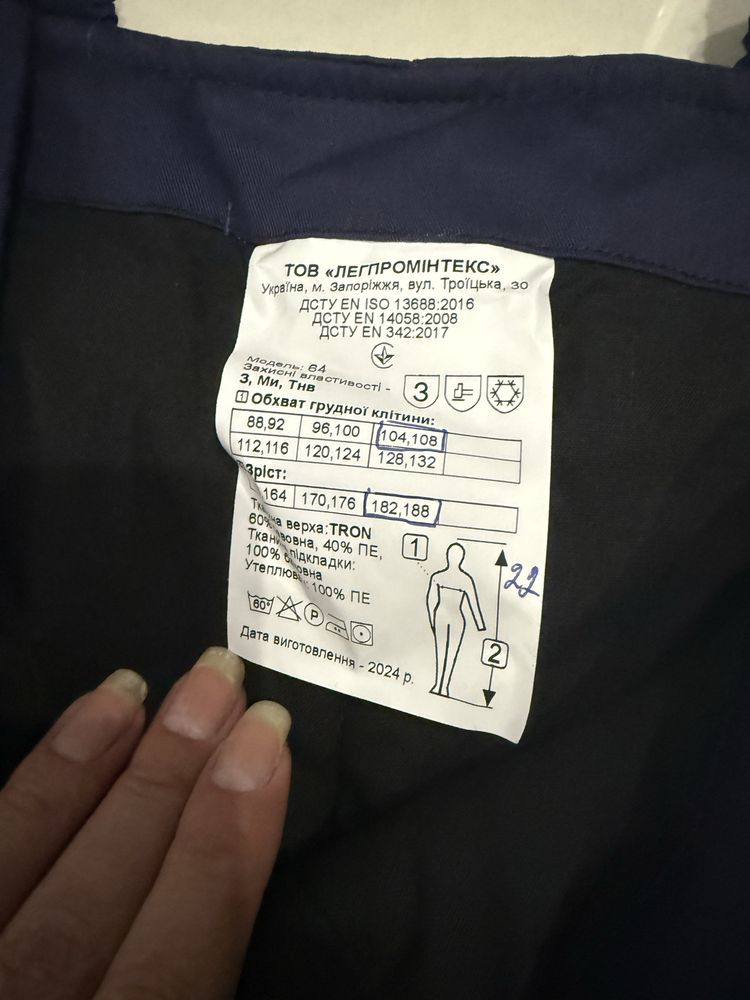 ТОВ «ЛЕГПРОМІНТЕКС»
Україна, м. Запоріжжя, вул. Троїцька, 30
ДСТУ EN ISO 13688:2016
ДСТУ EN 14058:2008
ДСТУ EN 342:2017
Модель: 64
Захисні властивості -
З, Ми, Тнв
З
1 Обхват грудної клітини:
88,92 96,100 104,108
112,116 120,124 128,132
Зріст:
164 170,176 182,188
верха: TRON
60% 40% ПЕ,
підкладки:
100%
100% ПЕ
60° P
Дата виготовлення - 2024 р.
1
22
2